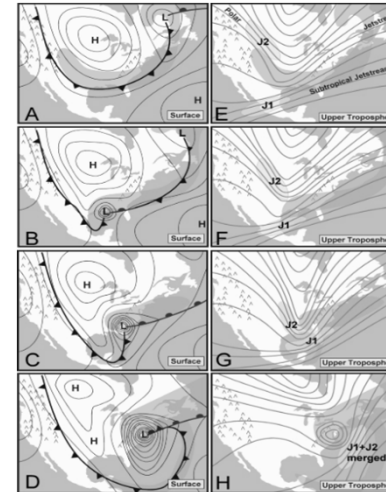 L
H
H
A
Surface
Polar
Jetstream
J2
Subtropical Jetstream
J1
E
Upper Troposphere
L
H
L
H
B
Surface
J2
J1
F
Upper Troposphere
H
L
C
Surface
J2
J1
G
Upper Troposphere
H
H
L
D
Surface
J1+J2
merged
H
Upper Troposphere